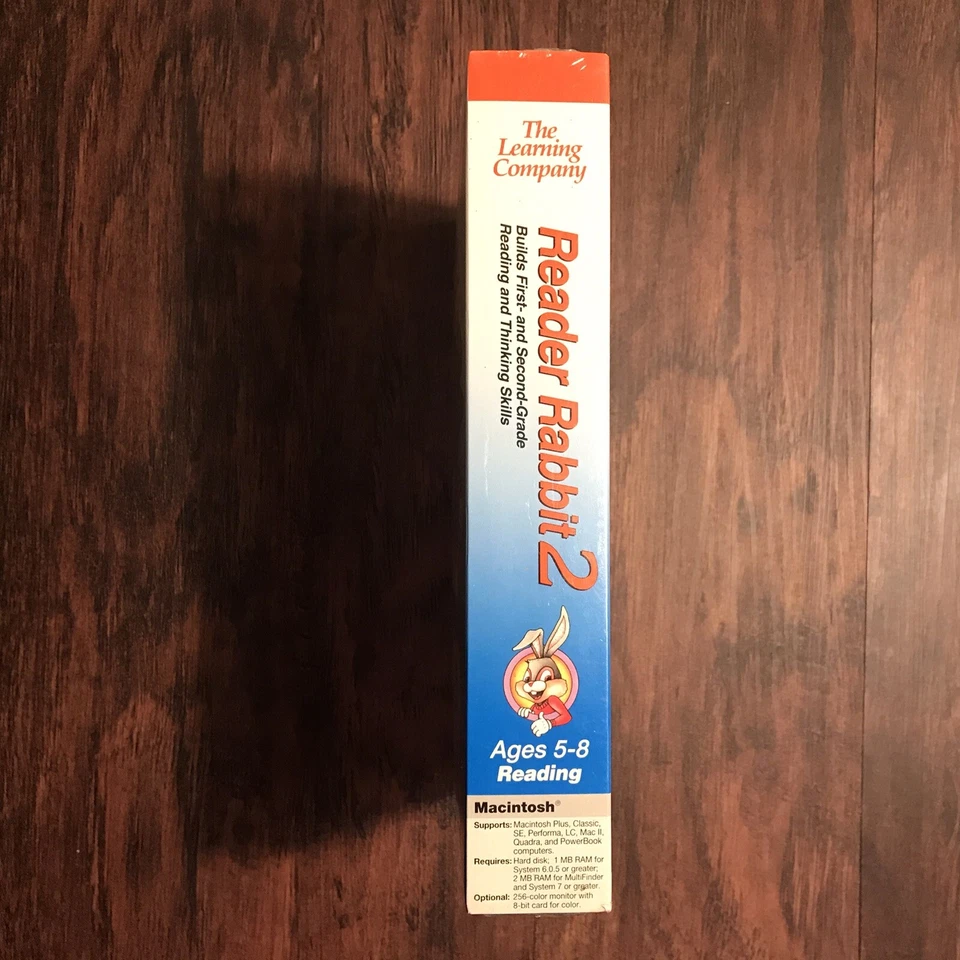 The
Learning
Company
Reader Rabbit 2
Builds First- and Second-Grade
Reading and Thinking Skills
Ages 5-8
Reading
Macintosh®
Supports: Macintosh Plus, Classic,
SE, Performa, LC, Mac II,
Quadra, and PowerBook
computers.
Requires: Hard disk; 1 MB RAM for
System 6.0.5 or greater;
2 MB RAM for MultiFinder
and System 7 or greater.
Optional: 256-color monitor with
8-bit card for color.